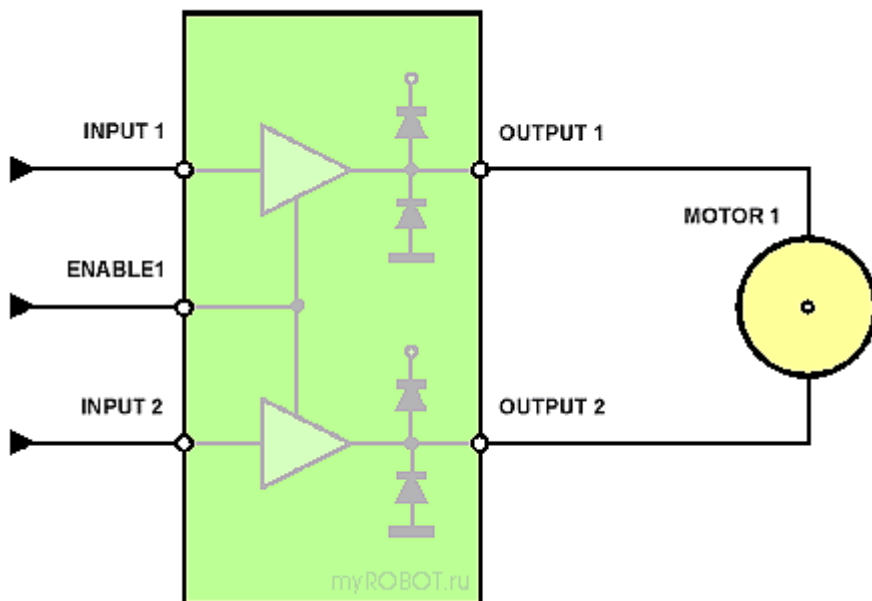 INPUT 1
OUTPUT 1
MOTOR 1
ENABLE1
INPUT 2
OUTPUT 2
myROBOT.ru